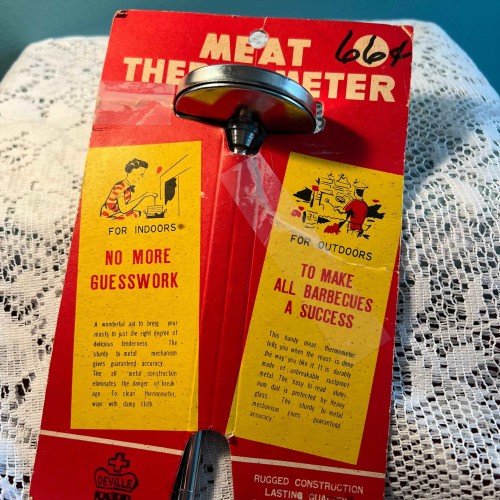 MEAT
66¢
THERMOMETER
FOR INDOORS
NO MORE
GUESSWORK
A wonderful aid to bring your
roasts to just the right degree of
delicious tenderness. The
sturdy bi-metal mechanism
gives guaranteed accuracy.
The all metal construction
eliminates the danger of break
age. To clean thermometer,
wipe with damp cloth.
FOR OUTDOORS
TO MAKE
ALL BARBECUES
A SUCCESS
This handy meat thermometer
tells you when the roast is done
the way you like it. It is durably
made of unbreakable rustproof
metal. The easy to read alumi-
num dial is protected by heavy
glass. The sturdy bi-metal
mechanism gives guaranteed
accuracy.
DEVILLE
RUGGED CONSTRUCTION
LASTING